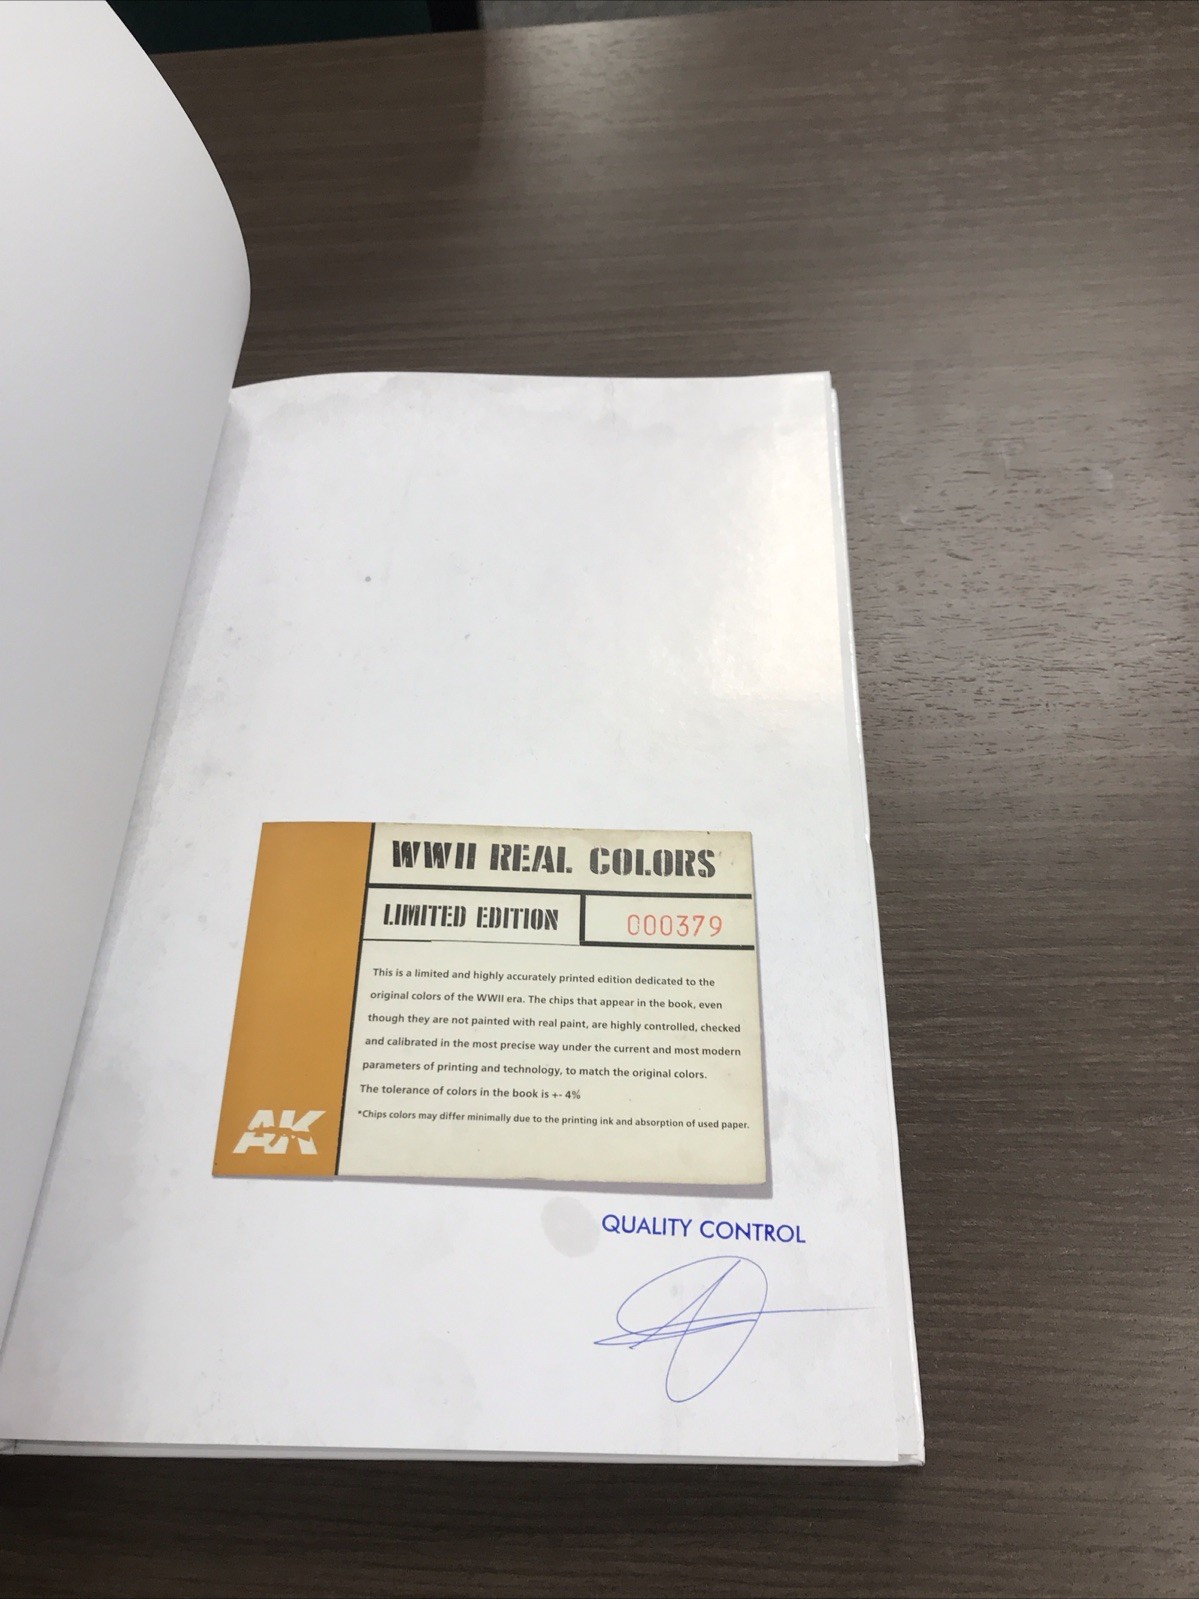 WWII REAL COLORS
LIMITED EDITION
000379
This is a limited and highly accurately printed edition dedicated to the
original colors of the WWII era. The chips that appear in the book, even
though they are not painted with real paint, are highly controlled, checked
and calibrated in the most precise way under the current and most modern
parameters of printing and technology, to match the original colors.
The tolerance of colors in the book is +- 4%
*Chips colors may differ minimally due to the printing ink and absorption of used paper.
AK
QUALITY CONTROL